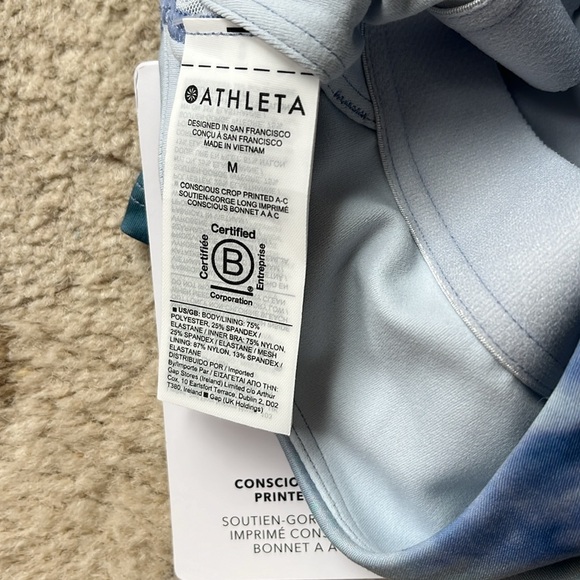 ATHLETA
DESIGNED IN SAN FRANCISCO
CONÇU À SAN FRANCISCO
MADE IN VIETNAM
M
CONSCIOUS CROP PRINTED A-C
SOUTIEN-GORGE LONG IMPRIMÉ
CONSCIOUS BONNET A À C
Certified
Certifiée
B
Entreprise
Corporation
■ US/GB: BODY/LINING: 75%
POLYESTER, 25% SPANDEX /
ELASTANE / INNER BRA: 75% NYLON,
25% SPANDEX / ELASTANE / MESH
LINING: 87% NYLON, 13% SPANDEX /
ELASTANE
DISTRIBUIDO POR / Imported
By/Importe Par / ΕΙΣΑΓΕΤΑΙ ΑΠΟ ΤΗΝ:
Gap Stores (Ireland) Limited c/o Arthur
Cox, 10 Earlsfort Terrace, Dublin 2, D02
T380, Ireland ■ Gap (UK Holdings)
CONSCIO
PRINTE
SOUTIEN-GOR
IMPRIMÉ CONS
BONNET A À